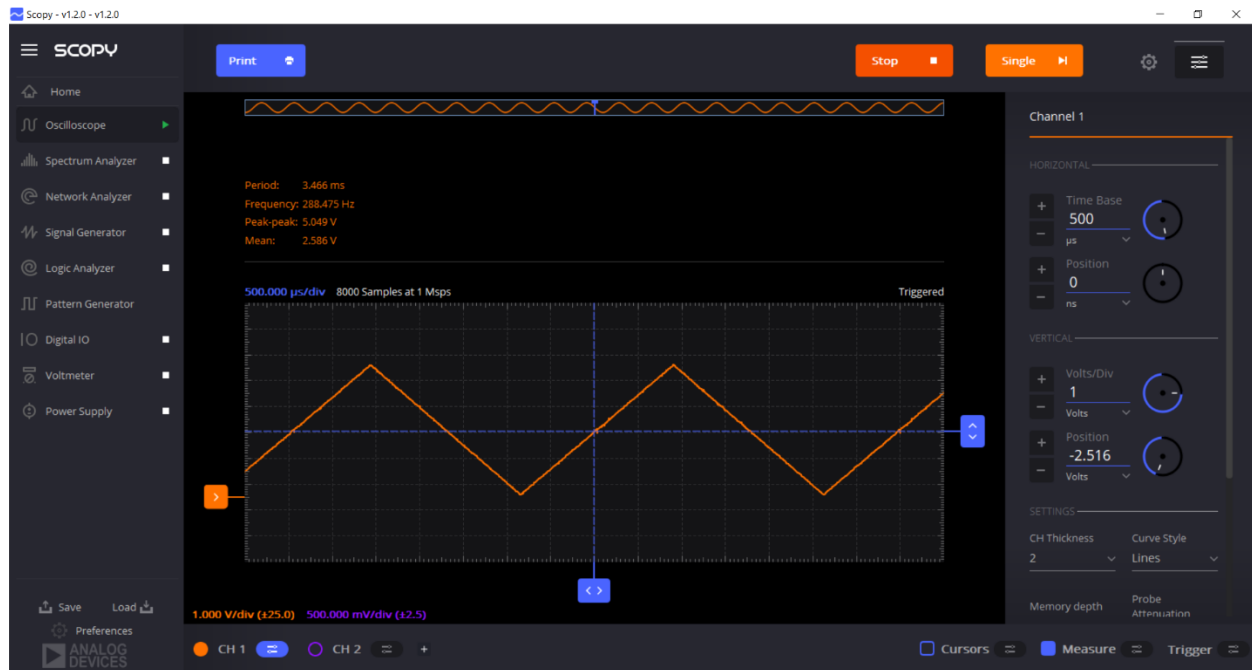 Scopy - v1.2.0 - v1.2.0
SCOPY
Print
Stop
Single
Home
Oscilloscope
Spectrum Analyzer
Network Analyzer
Signal Generator
Logic Analyzer
Pattern Generator
Digital IO
Voltmeter
Power Supply
Save Load
Preferences
ANALOG
DEVICES
Period: 3.466 ms
Frequency: 288.475 Hz
Peak-peak: 5.049 V
Mean: 2.586 V
500.000 µs/div 8000 Samples at 1 Msps Triggered
1.000 V/div (±25.0) 500.000 mV/div (±2.5)
CH 1 CH 2 + Cursors Measure Trigger
Channel 1
HORIZONTAL
+ Time Base
500
- µs
+ Position
0
- ns
VERTICAL
+ Volts/Div
1
- Volts
+ Position
-2.516
- Volts
SETTINGS
CH Thickness Curve Style
2 Lines
Memory depth Probe
Attenuation